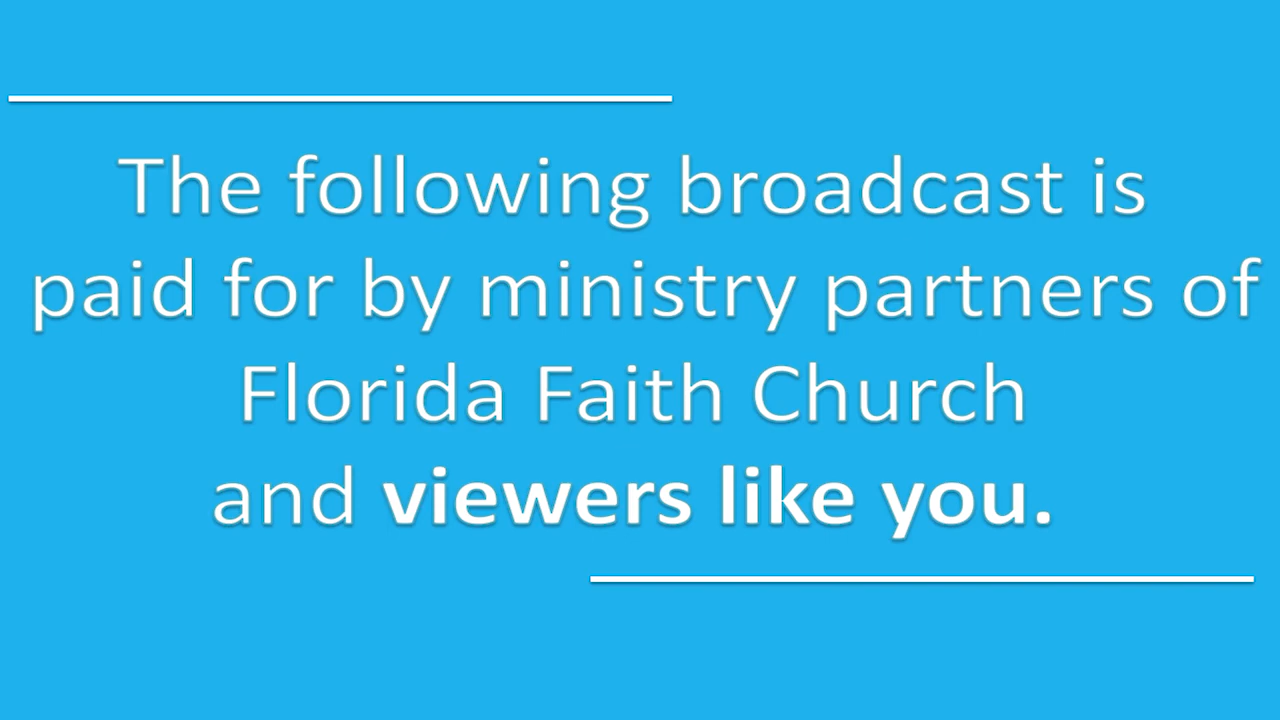 The following broadcast is
paid for by ministry partners of
Florida Faith Church
and viewers like you.